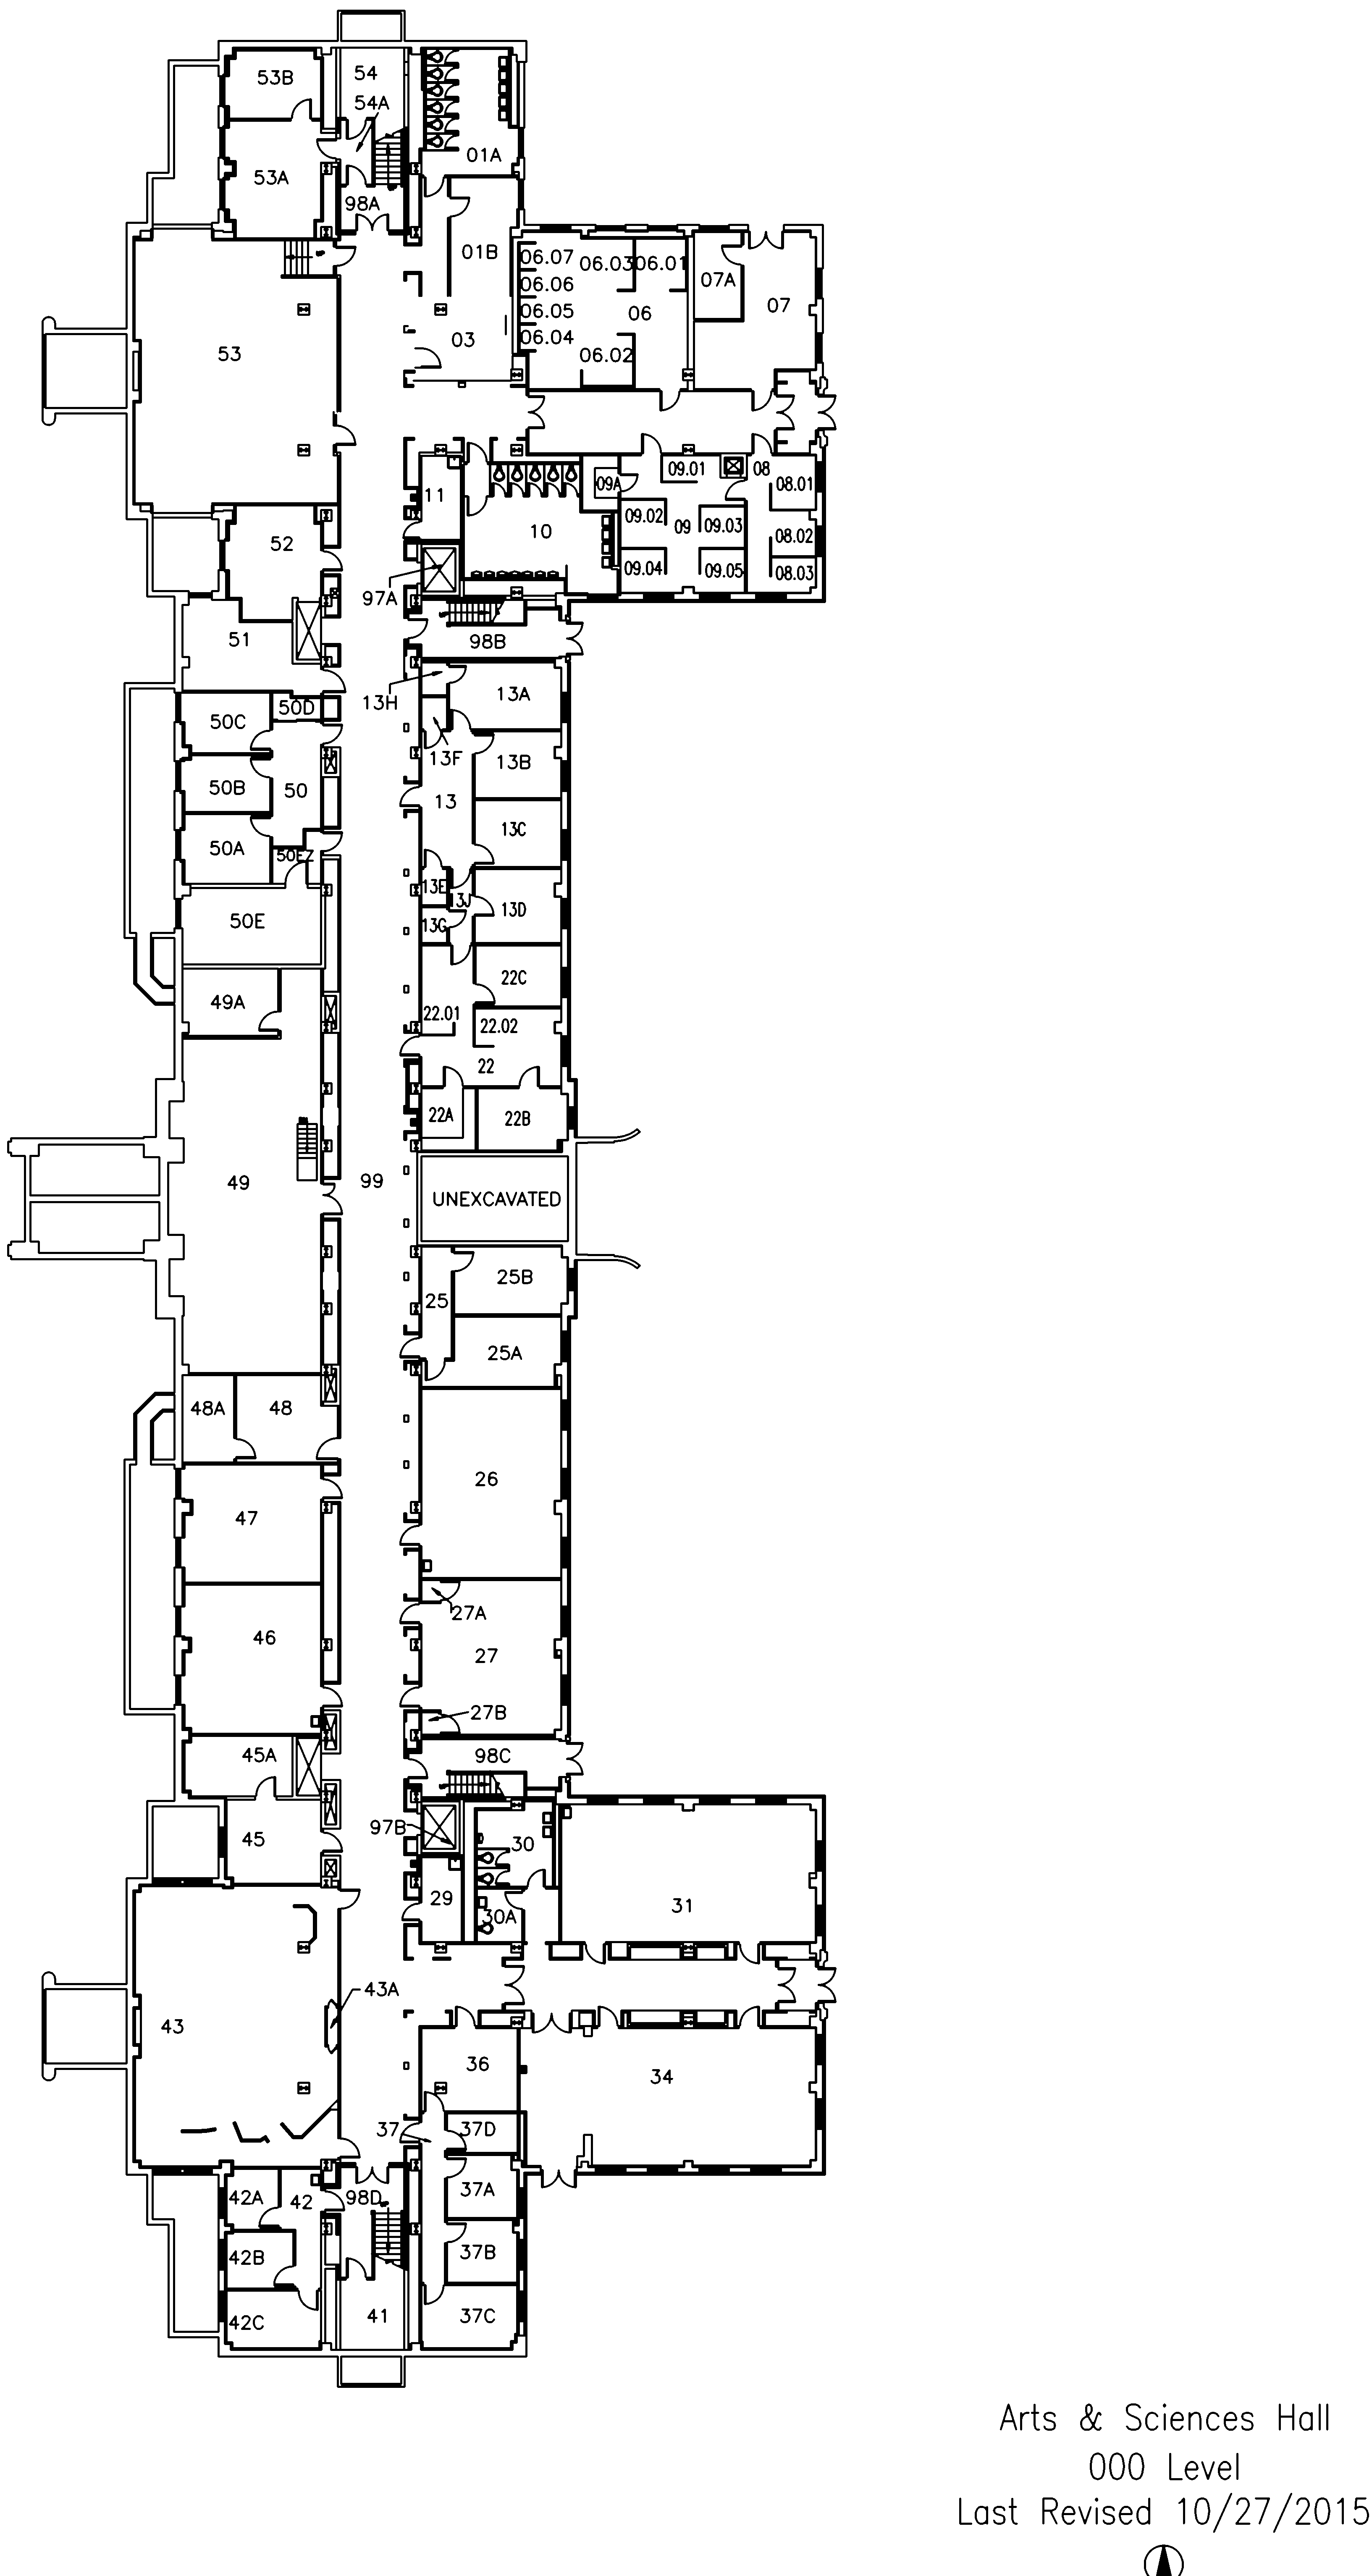 53B
54
54A
01A
53A
98A
01B
06.07
06.03
06.01
06.06
07A
06.05
06
07
06.04
03
53
06.02
09.01
08
09A
08.01
11
09.02
09
09.03
10
08.02
52
09.04
09.05
08.03
97A
51
98B
13H
13A
50C
50D
13F
13B
50B
50
13
13C
50A
50EZ
13E
13J
50E
13G
13D
22C
49A
22.01
22.02
22
22A
22B
49
99
UNEXCAVATED
25
25B
25A
48A
48
26
47
27A
46
27
27B
45A
98C
97B
45
30
29
30A
31
43A
43
36
34
37
37D
42A
42
98D
37A
42B
37B
42C
41
37C
Arts & Sciences Hall
000 Level
Last Revised 10/27/2015